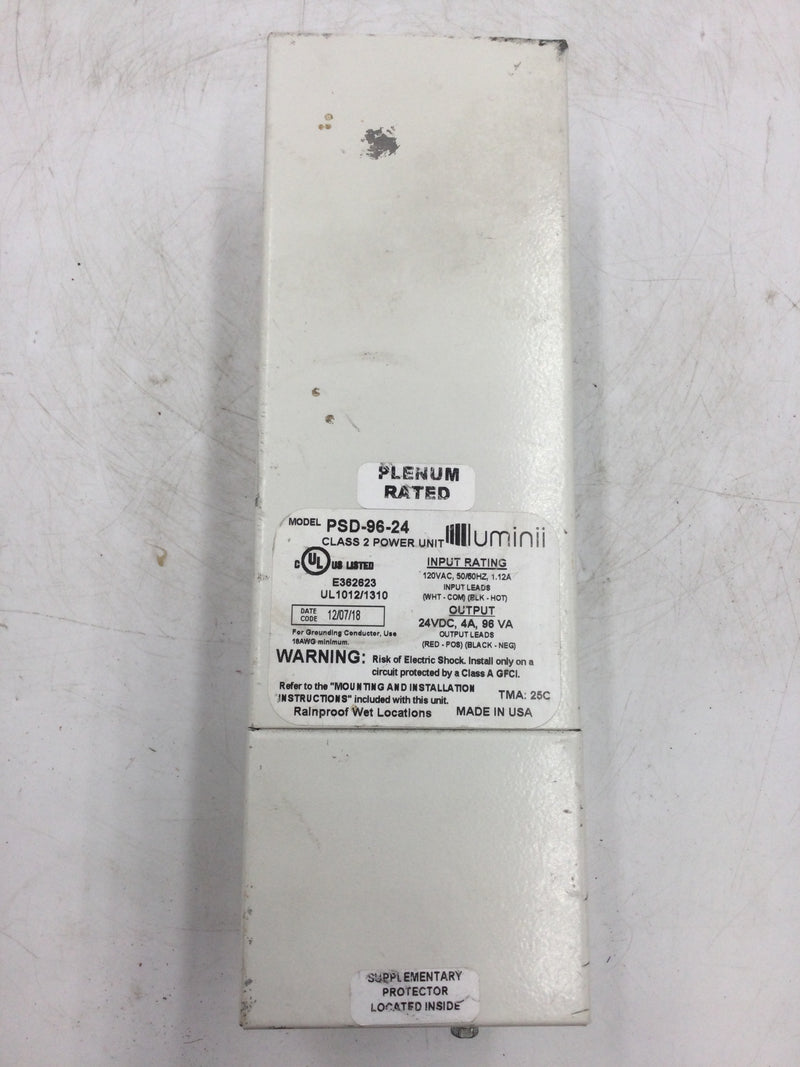 PLENUM
RATED
MODEL PSD-96-24
CLASS 2 POWER UNIT
luminii
C UL US LISTED
E362623
UL1012/1310
DATE CODE 12/07/18
For Grounding Conductor, Use
18AWG minimum.
INPUT RATING
120VAC, 50/60HZ, 1.12A
INPUT LEADS
(WHT - COM) (BLK - HOT)
OUTPUT
24VDC, 4A, 96 VA
OUTPUT LEADS
(RED - POS) (BLACK - NEG)
WARNING: Risk of Electric Shock. Install only on a
circuit protected by a Class A GFCI.
Refer to the "MOUNTING AND INSTALLATION
INSTRUCTIONS" included with this unit.
TMA: 25C
Rainproof Wet Locations
MADE IN USA
SUPPLEMENTARY
PROTECTOR
LOCATED INSIDE